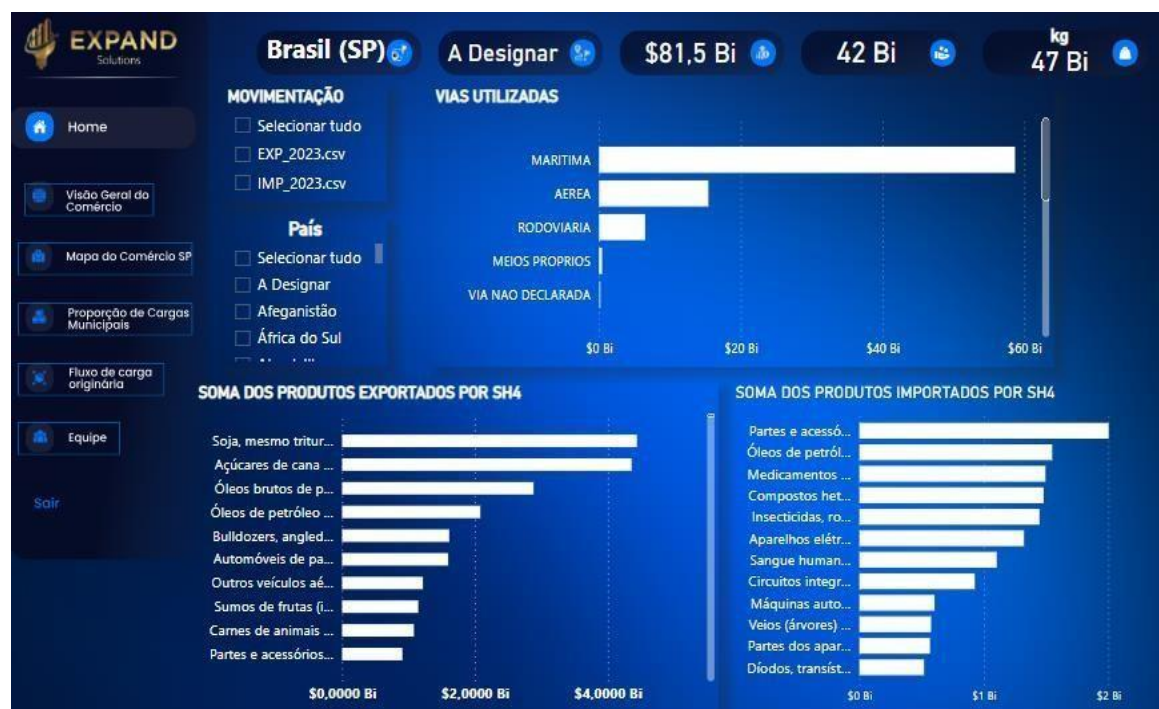 EXPAND
Solutions
Brasil (SP)
A Designar
$81,5 Bi
42 Bi
kg
47 Bi
Home
Visão Geral do
Comércio
Mapa do Comércio SP
Proporção de Cargas
Municipais
Fluxo de carga
originária
Equipe
Sair
MOVIMENTAÇÃO
Selecionar tudo
EXP_2023.csv
IMP_2023.csv
País
Selecionar tudo
A Designar
Afeganistão
África do Sul
VIAS UTILIZADAS
MARITIMA
AEREA
RODOVIARIA
MEIOS PROPRIOS
VIA NAO DECLARADA
$0 Bi
$20 Bi
$40 Bi
$60 Bi
SOMA DOS PRODUTOS EXPORTADOS POR SH4
Soja, mesmo tritur...
Açúcares de cana ...
Óleos brutos de p...
Óleos de petróleo ...
Bulldozers, angled...
Automóveis de pa...
Outros veículos aé...
Sumos de frutas (i...
Carnes de animais ...
Partes e acessórios...
$0,0000 Bi
$2,0000 Bi
$4,0000 Bi
SOMA DOS PRODUTOS IMPORTADOS POR SH4
Partes e acessó...
Óleos de petról...
Medicamentos ...
Compostos het...
Insecticidas, ro...
Aparelhos elétr...
Sangue human...
Circuitos integr...
Máquinas auto...
Veios (árvores) ...
Partes dos apar...
Díodos, transíst...
$0 Bi
$1 Bi
$2 Bi